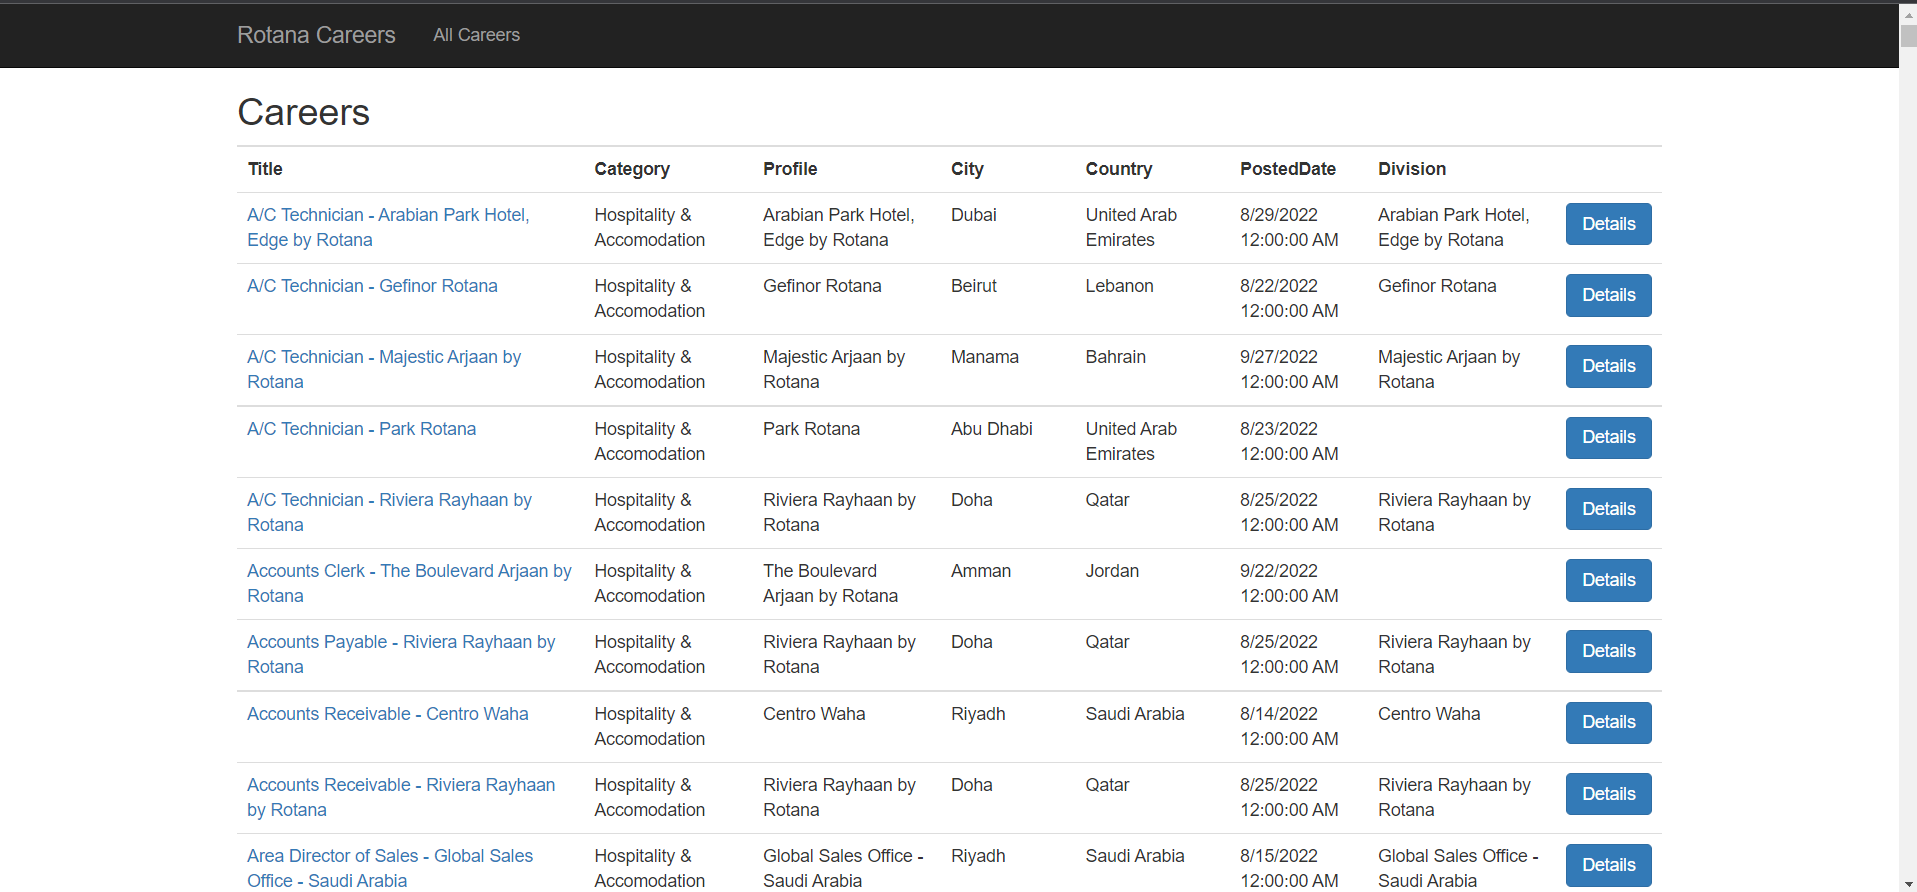 Rotana Careers All Careers
Careers
Title Category Profile City Country PostedDate Division
A/C Technician - Arabian Park Hotel, Hospitality & Arabian Park Hotel, Dubai United Arab 8/29/2022 Arabian Park Hotel, Details
Edge by Rotana Accomodation Edge by Rotana Emirates 12:00:00 AM Edge by Rotana
A/C Technician - Gefinor Rotana Hospitality & Gefinor Rotana Beirut Lebanon 8/22/2022 Gefinor Rotana Details
Accomodation 12:00:00 AM
A/C Technician - Majestic Arjaan by Hospitality & Majestic Arjaan by Manama Bahrain 9/27/2022 Majestic Arjaan by Details
Rotana Accomodation Rotana 12:00:00 AM Rotana
A/C Technician - Park Rotana Hospitality & Park Rotana Abu Dhabi United Arab 8/23/2022 Details
Accomodation Emirates 12:00:00 AM
A/C Technician - Riviera Rayhaan by Hospitality & Riviera Rayhaan by Doha Qatar 8/25/2022 Riviera Rayhaan by Details
Rotana Accomodation Rotana 12:00:00 AM Rotana
Accounts Clerk - The Boulevard Arjaan by Hospitality & The Boulevard Amman Jordan 9/22/2022 Details
Rotana Accomodation Arjaan by Rotana 12:00:00 AM
Accounts Payable - Riviera Rayhaan by Hospitality & Riviera Rayhaan by Doha Qatar 8/25/2022 Riviera Rayhaan by Details
Rotana Accomodation Rotana 12:00:00 AM Rotana
Accounts Receivable - Centro Waha Hospitality & Centro Waha Riyadh Saudi Arabia 8/14/2022 Centro Waha Details
Accomodation 12:00:00 AM
Accounts Receivable - Riviera Rayhaan Hospitality & Riviera Rayhaan by Doha Qatar 8/25/2022 Riviera Rayhaan by Details
by Rotana Accomodation Rotana 12:00:00 AM Rotana
Area Director of Sales - Global Sales Hospitality & Global Sales Office - Riyadh Saudi Arabia 8/15/2022 Global Sales Office - Details
Office - Saudi Arabia Accomodation Saudi Arabia 12:00:00 AM Saudi Arabia